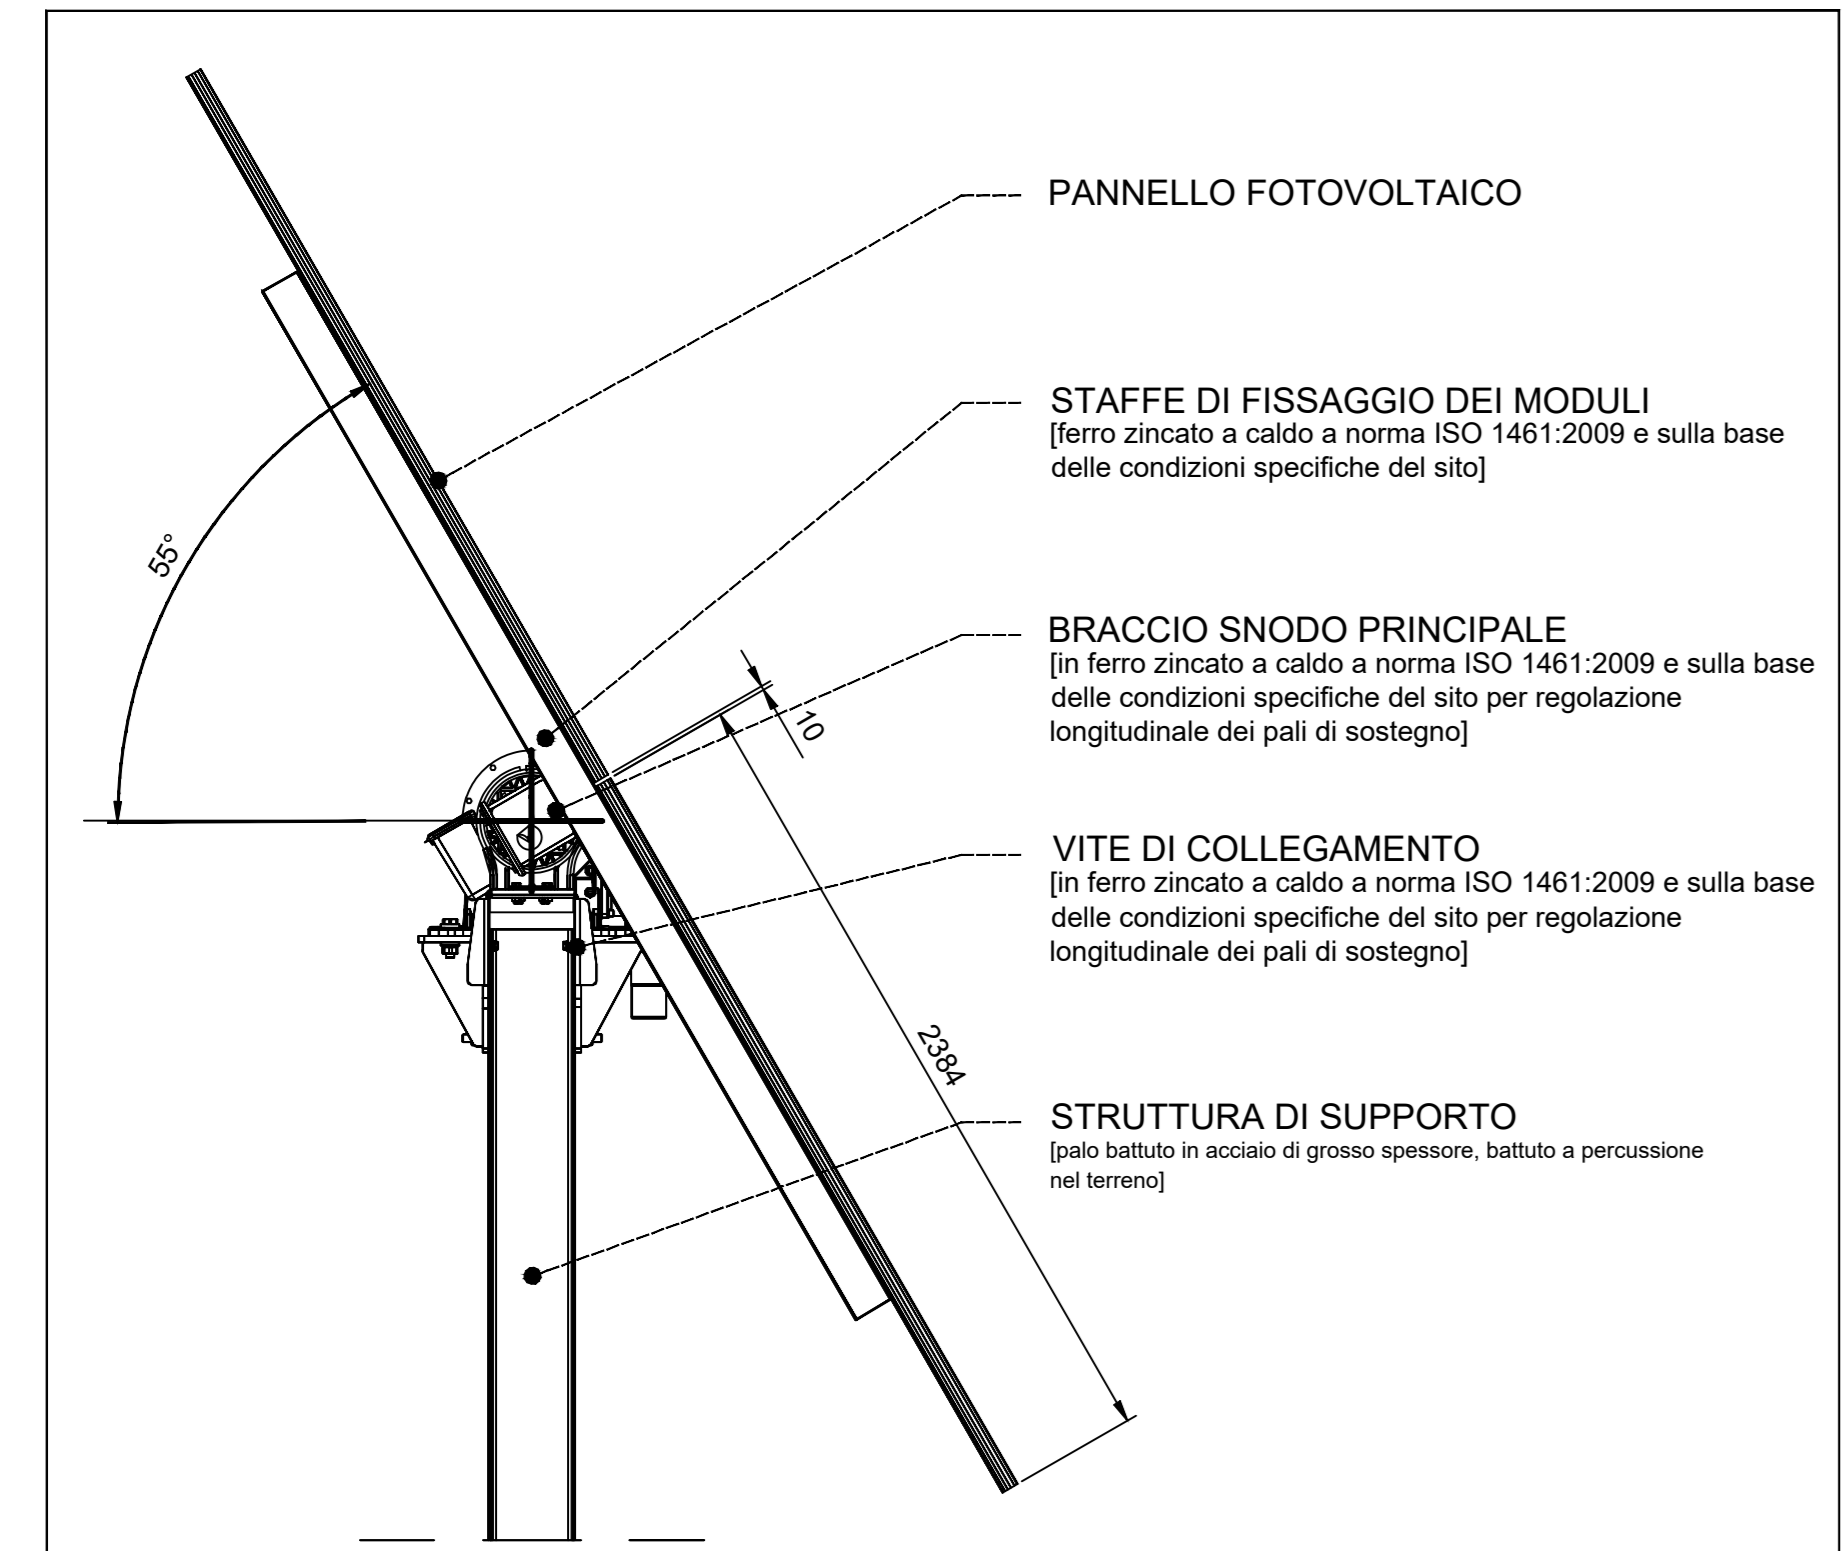 PANNELLO FOTOVOLTAICO
STAFFE DI FISSAGGIO DEI MODULI
[ferro zincato a caldo a norma ISO 1461:2009 e sulla base
delle condizioni specifiche del sito]
55°
BRACCIO SNODO PRINCIPALE
[in ferro zincato a caldo a norma ISO 1461:2009 e sulla base
delle condizioni specifiche del sito per regolazione
longitudinale dei pali di sostegno]
10
VITE DI COLLEGAMENTO
[in ferro zincato a caldo a norma ISO 1461:2009 e sulla base
delle condizioni specifiche del sito per regolazione
longitudinale dei pali di sostegno]
2384
STRUTTURA DI SUPPORTO
[palo battuto in acciaio di grosso spessore, battuto a percussione
nel terreno]